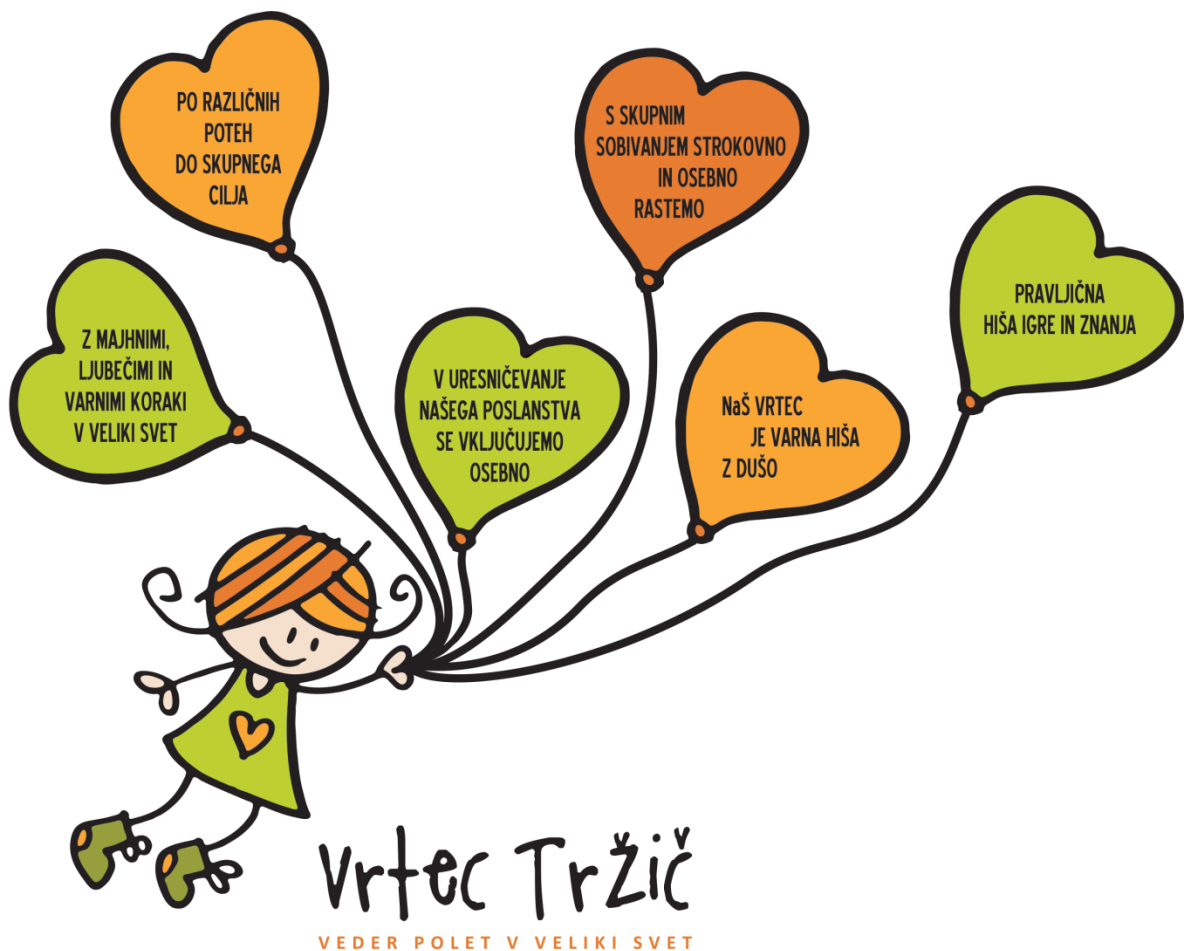 PO RAZLIČNIH
POTEH
DO SKUPNEGA
CILJA
S SKUPNIM
SOBIVANJEM STROKOVNO
IN OSEBNO
RASTEMO
PRAVLJIČNA
HIŠA IGRE IN ZNANJA
Z MAJHNIMI,
LJUBEČIMI IN
VARNIMI KORAKI
V VELIKI SVET
V URESNIČEVANJE
NAŠEGA POSLANSTVA
SE VKLJUČUJEMO
OSEBNO
NaŠ VRTEC
JE VARNA HIŠA
Z DUŠO
Vrtec Tržič
VEDER POLET V VELIKI SVET